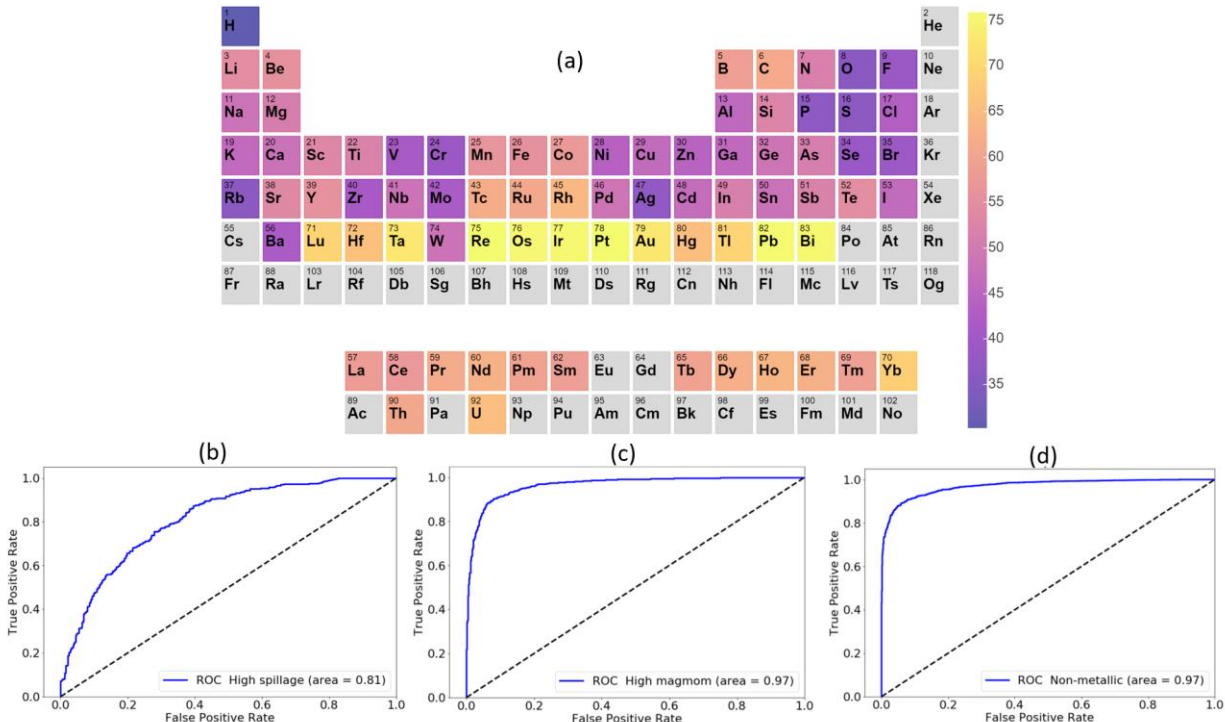 (a)
1 2
H He
3 4 5 6 7 8 9 10
Li Be B C N O F Ne
11 12 13 14 15 16 17 18
Na Mg Al Si P S Cl Ar
19 20 21 22 23 24 25 26 27 28 29 30 31 32 33 34 35 36
K Ca Sc Ti V Cr Mn Fe Co Ni Cu Zn Ga Ge As Se Br Kr
37 38 39 40 41 42 43 44 45 46 47 48 49 50 51 52 53 54
Rb Sr Y Zr Nb Mo Tc Ru Rh Pd Ag Cd In Sn Sb Te I Xe
55 56 71 72 73 74 75 76 77 78 79 80 81 82 83 84 85 86
Cs Ba Lu Hf Ta W Re Os Ir Pt Au Hg Tl Pb Bi Po At Rn
87 88 103 104 105 106 107 108 109 110 111 112 113 114 115 116 117 118
Fr Ra Lr Rf Db Sg Bh Hs Mt Ds Rg Cn Nh Fl Mc Lv Ts Og
57 58 59 60 61 62 63 64 65 66 67 68 69 70
La Ce Pr Nd Pm Sm Eu Gd Tb Dy Ho Er Tm Yb
89 90 91 92 93 94 95 96 97 98 99 100 101 102
Ac Th Pa U Np Pu Am Cm Bk Cf Es Fm Md No
75
70
65
60
55
50
45
40
35
(b)
True Positive Rate
1.0
0.8
0.6
0.4
0.2
0.0
ROC High spillage (area = 0.81)
0.0 0.2 0.4 0.6 0.8 1.0
False Positive Rate
(c)
True Positive Rate
1.0
0.8
0.6
0.4
0.2
0.0
ROC High magmom (area = 0.97)
0.0 0.2 0.4 0.6 0.8 1.0
False Positive Rate
(d)
True Positive Rate
1.0
0.8
0.6
0.4
0.2
0.0
ROC Non-metallic (area = 0.97)
0.0 0.2 0.4 0.6 0.8 1.0
False Positive Rate